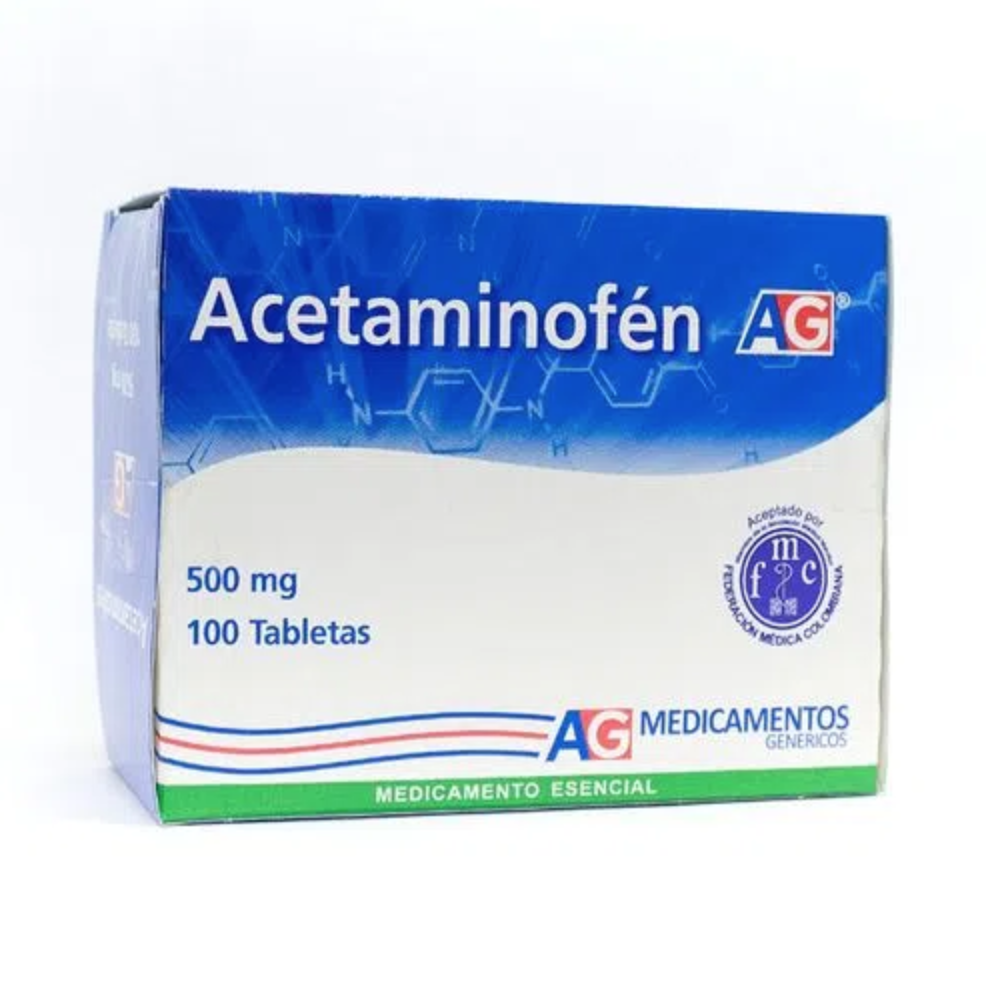 Acetaminofén AG®
500 mg
100 Tabletas
Aceptado por
f m c
FEDERACIÓN MÉDICA COLOMBIANA
AG MEDICAMENTOS
GENERICOS
MEDICAMENTO ESENCIAL
H
N
N
H
H
N
N